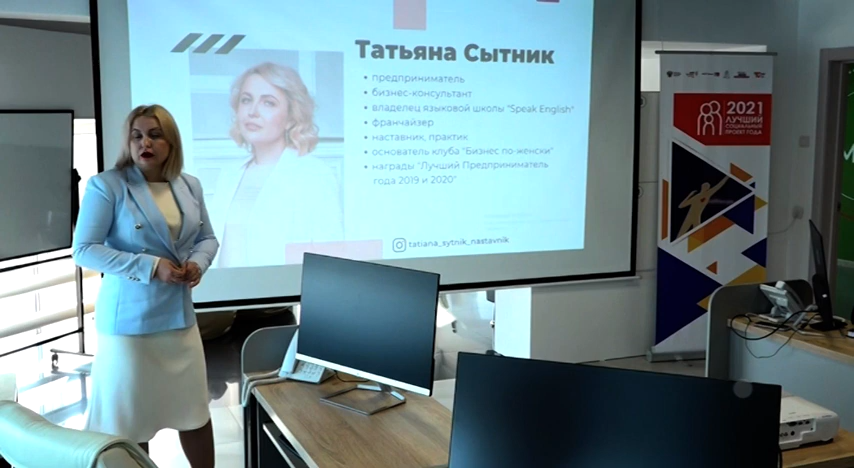 Татьяна Сытник
• предприниматель
• бизнес-консультант
• владелец языковой школы "Speak English"
• франчайзер
• наставник, практик
• основатель клуба "Бизнес по-женски"
• награды "Лучший Предприниматель
года 2019 и 2020"
tatiana_sytnik_nastavnik
2021
ЛУЧШИЙ
СОЦИАЛЬНЫЙ
ПРОЕКТ ГОДА